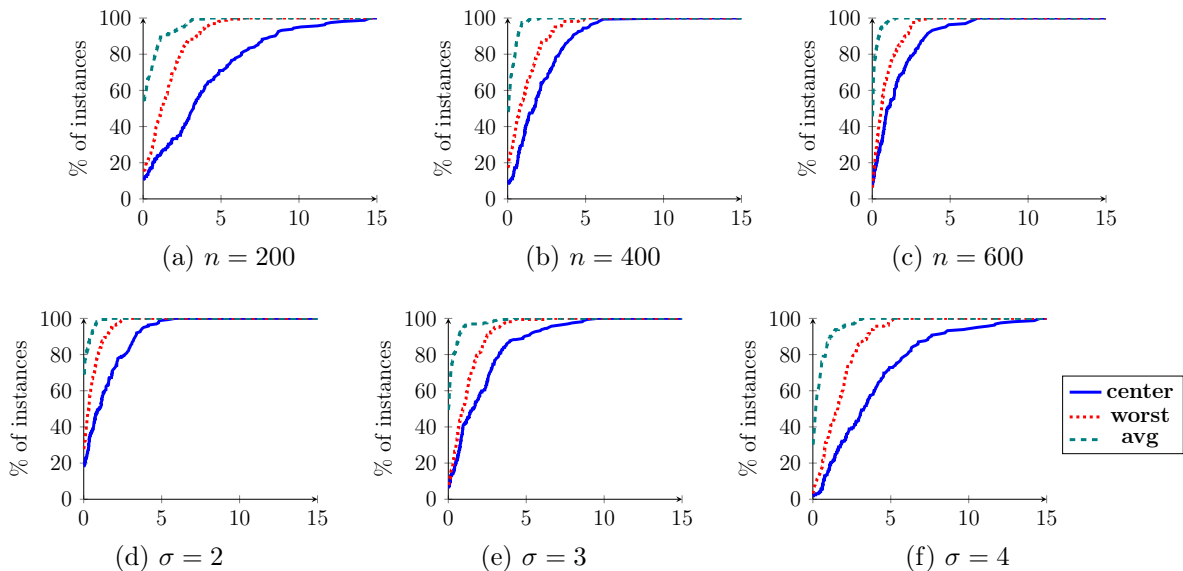 100
80
60
40
20
0
% of instances
0 5 10 15
(a) n = 200
100
80
60
40
20
0
% of instances
0 5 10 15
(b) n = 400
100
80
60
40
20
0
% of instances
0 5 10 15
(c) n = 600
100
80
60
40
20
0
% of instances
0 5 10 15
(d) σ = 2
100
80
60
40
20
0
% of instances
0 5 10 15
(e) σ = 3
100
80
60
40
20
0
% of instances
0 5 10 15
(f) σ = 4
center
worst
avg